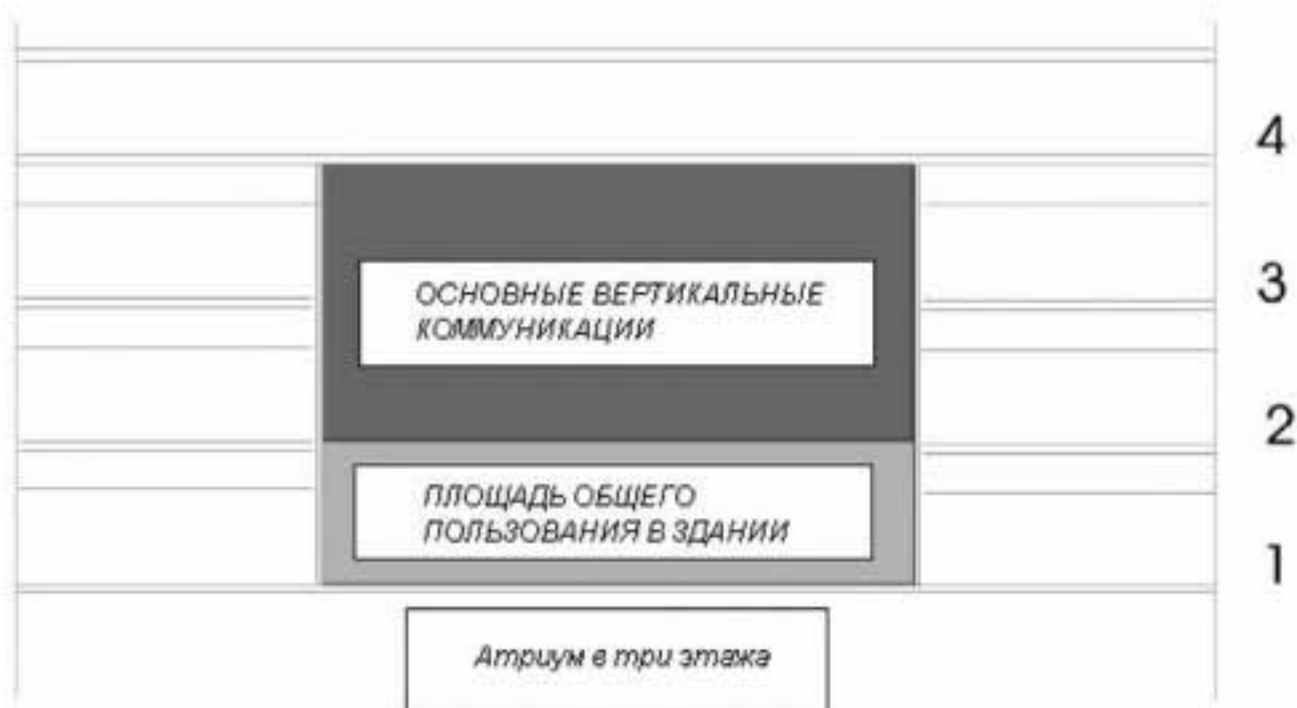 4
ОСНОВНЫЕ ВЕРТИКАЛЬНЫЕ
КОММУНИКАЦИИ
3
2
ПЛОЩАДЬ ОБЩЕГО
ПОЛЬЗОВАНИЯ В ЗДАНИИ
1
Атриум в три этажа